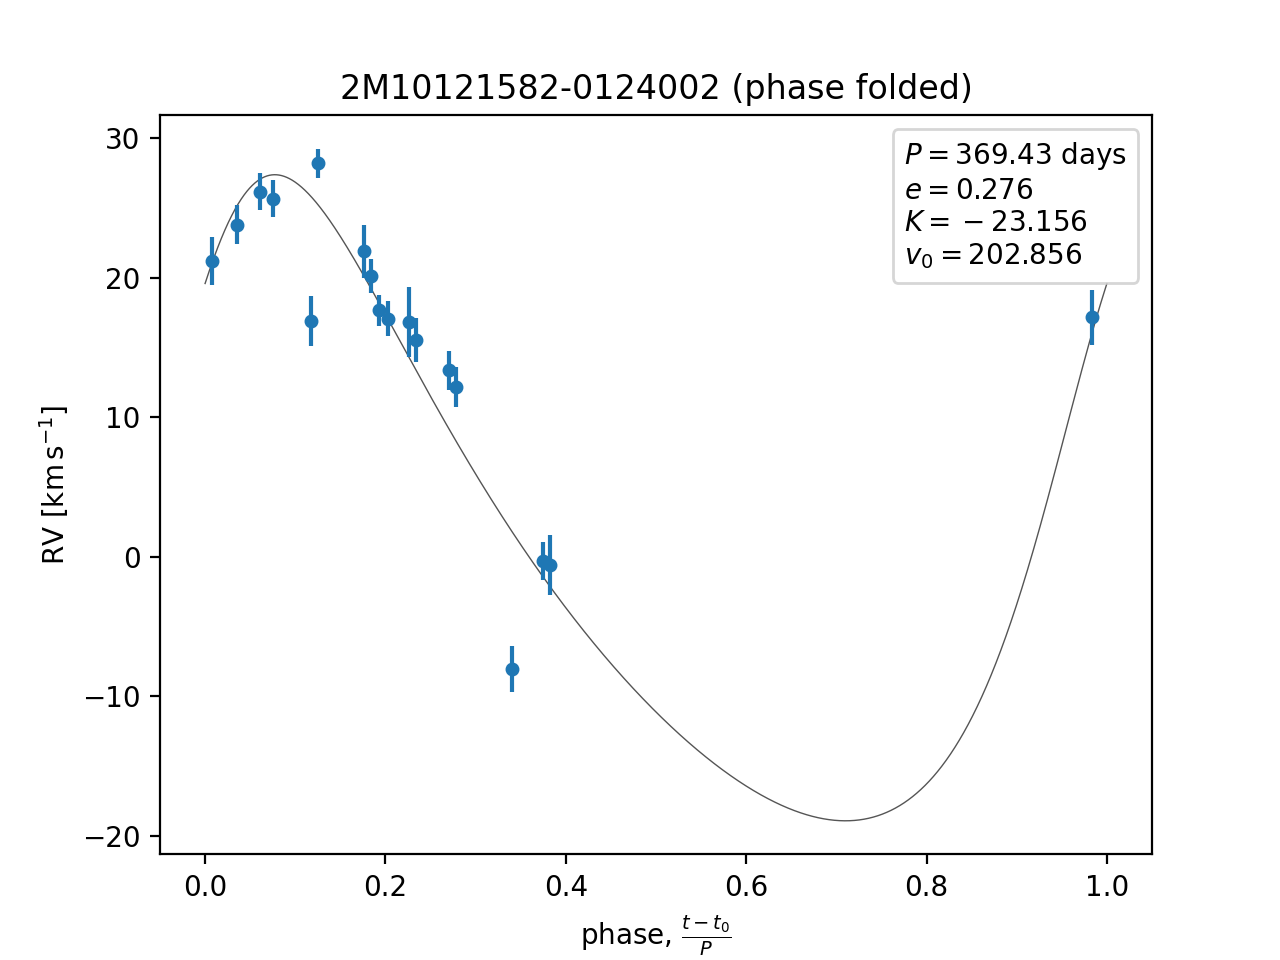 2M10121582-0124002 (phase folded)
P = 369.43 days
e = 0.276
K = −23.156
v₀ = 202.856
30
20
10
0
−10
−20
RV [km s⁻¹]
0.0 0.2 0.4 0.6 0.8 1.0
phase, (t − t₀)/P